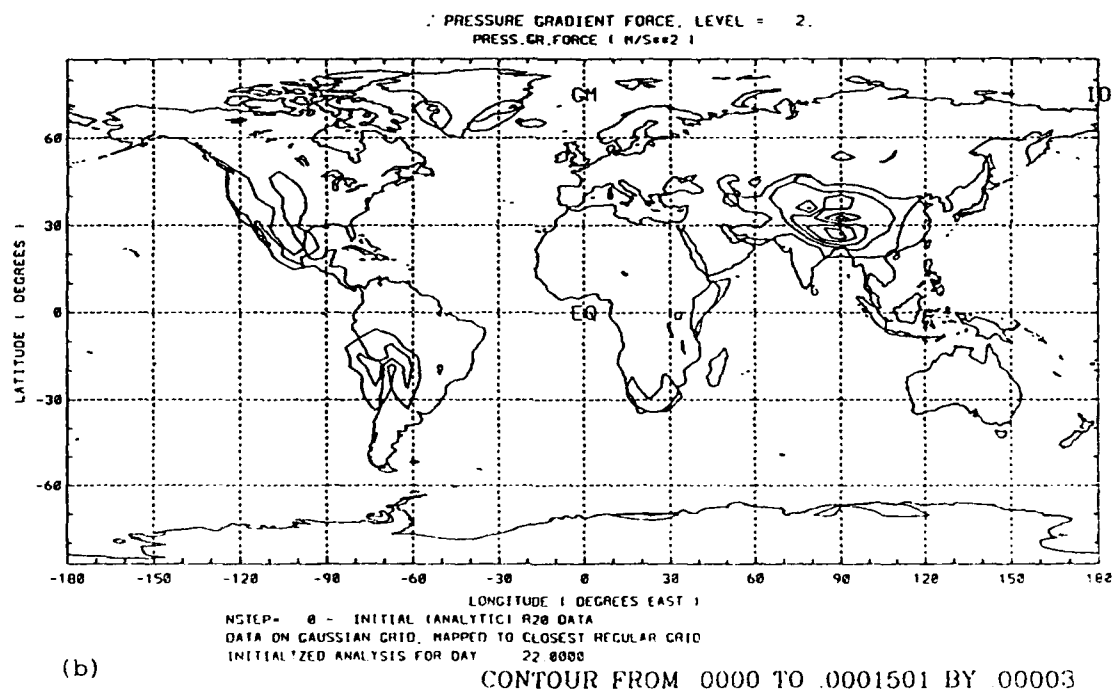 PRESSURE GRADIENT FORCE, LEVEL = 2.
PRESS.GR.FORCE ( M/S**2 )
GM
ID
60
30
0
-30
-60
EQ
LATITUDE ( DEGREES )
-180 -150 -120 -90 -60 -30 0 30 60 90 120 150 182
LONGITUDE ( DEGREES EAST )
NSTEP= 0 - INITIAL (ANALYTIC) R20 DATA
DATA ON GAUSSIAN GRID, MAPPED TO CLOSEST REGULAR GRID
INITIAL'ZED ANALYSIS FOR DAY 22.0000
(b)
CONTOUR FROM 0000 TO .0001501 BY .00003